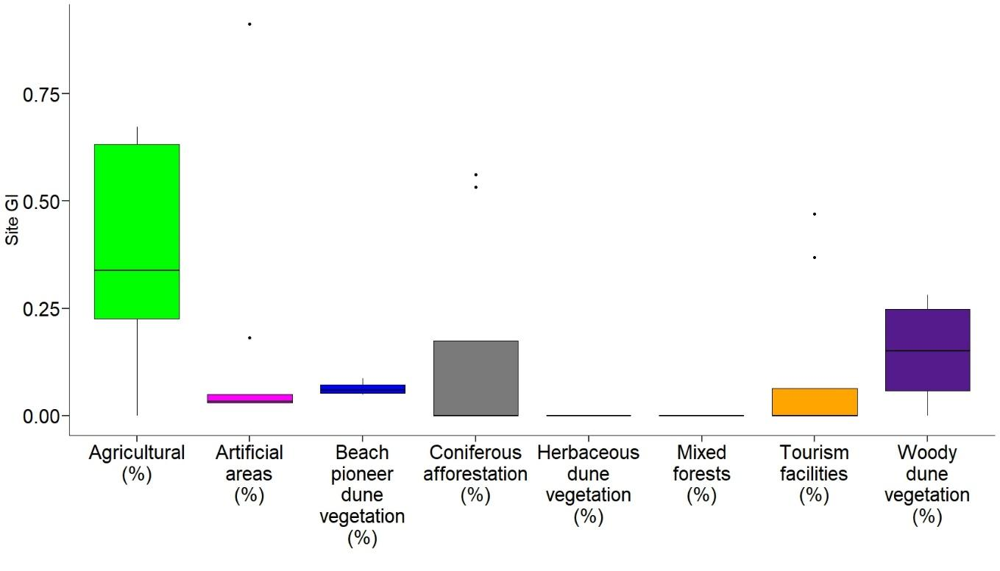 0.75
0.50
0.25
0.00
Site GI
Agricultural
(%)
Artificial
areas
(%)
Beach
pioneer
dune
vegetation
(%)
Coniferous
afforestation
(%)
Herbaceous
dune
vegetation
(%)
Mixed
forests
(%)
Tourism
facilities
(%)
Woody
dune
vegetation
(%)